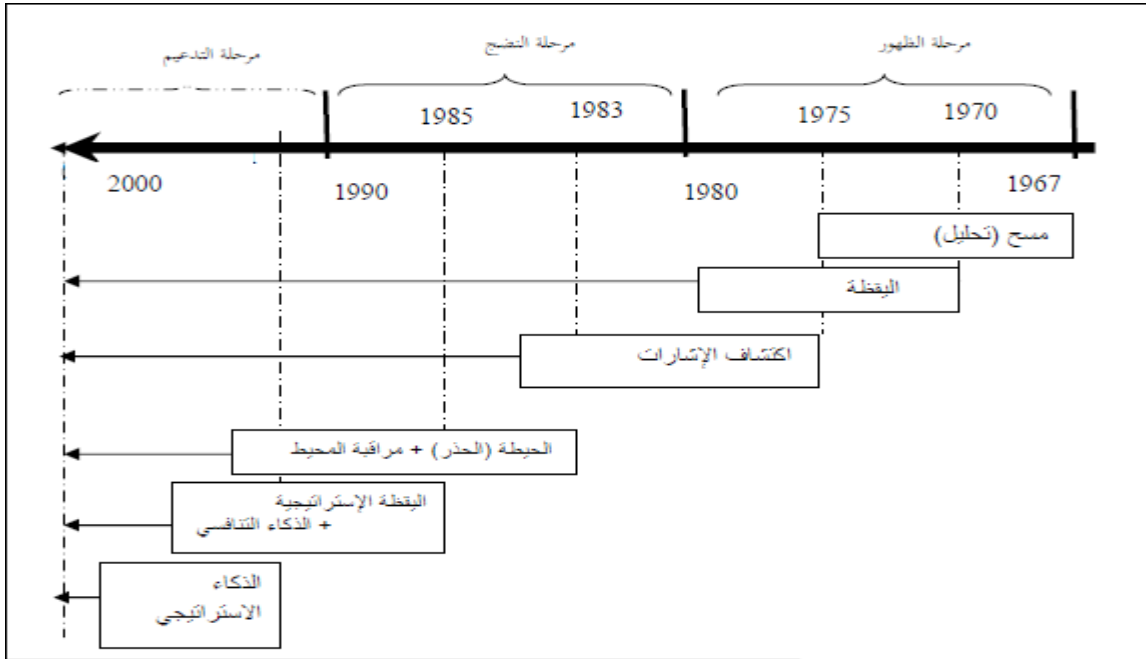 مرحلة الظهور
مرحلة النضج
مرحلة التدعيم
1970
1975
1983
1985
1967
1980
1990
2000
مسح (تحليل)
اليقظة
اكتشاف الإشارات
الحيطة (الحذر) + مراقبة المحيط
اليقظة الإستراتيجية
+ الذكاء التنافسي
الذكاء
الاستراتيجي